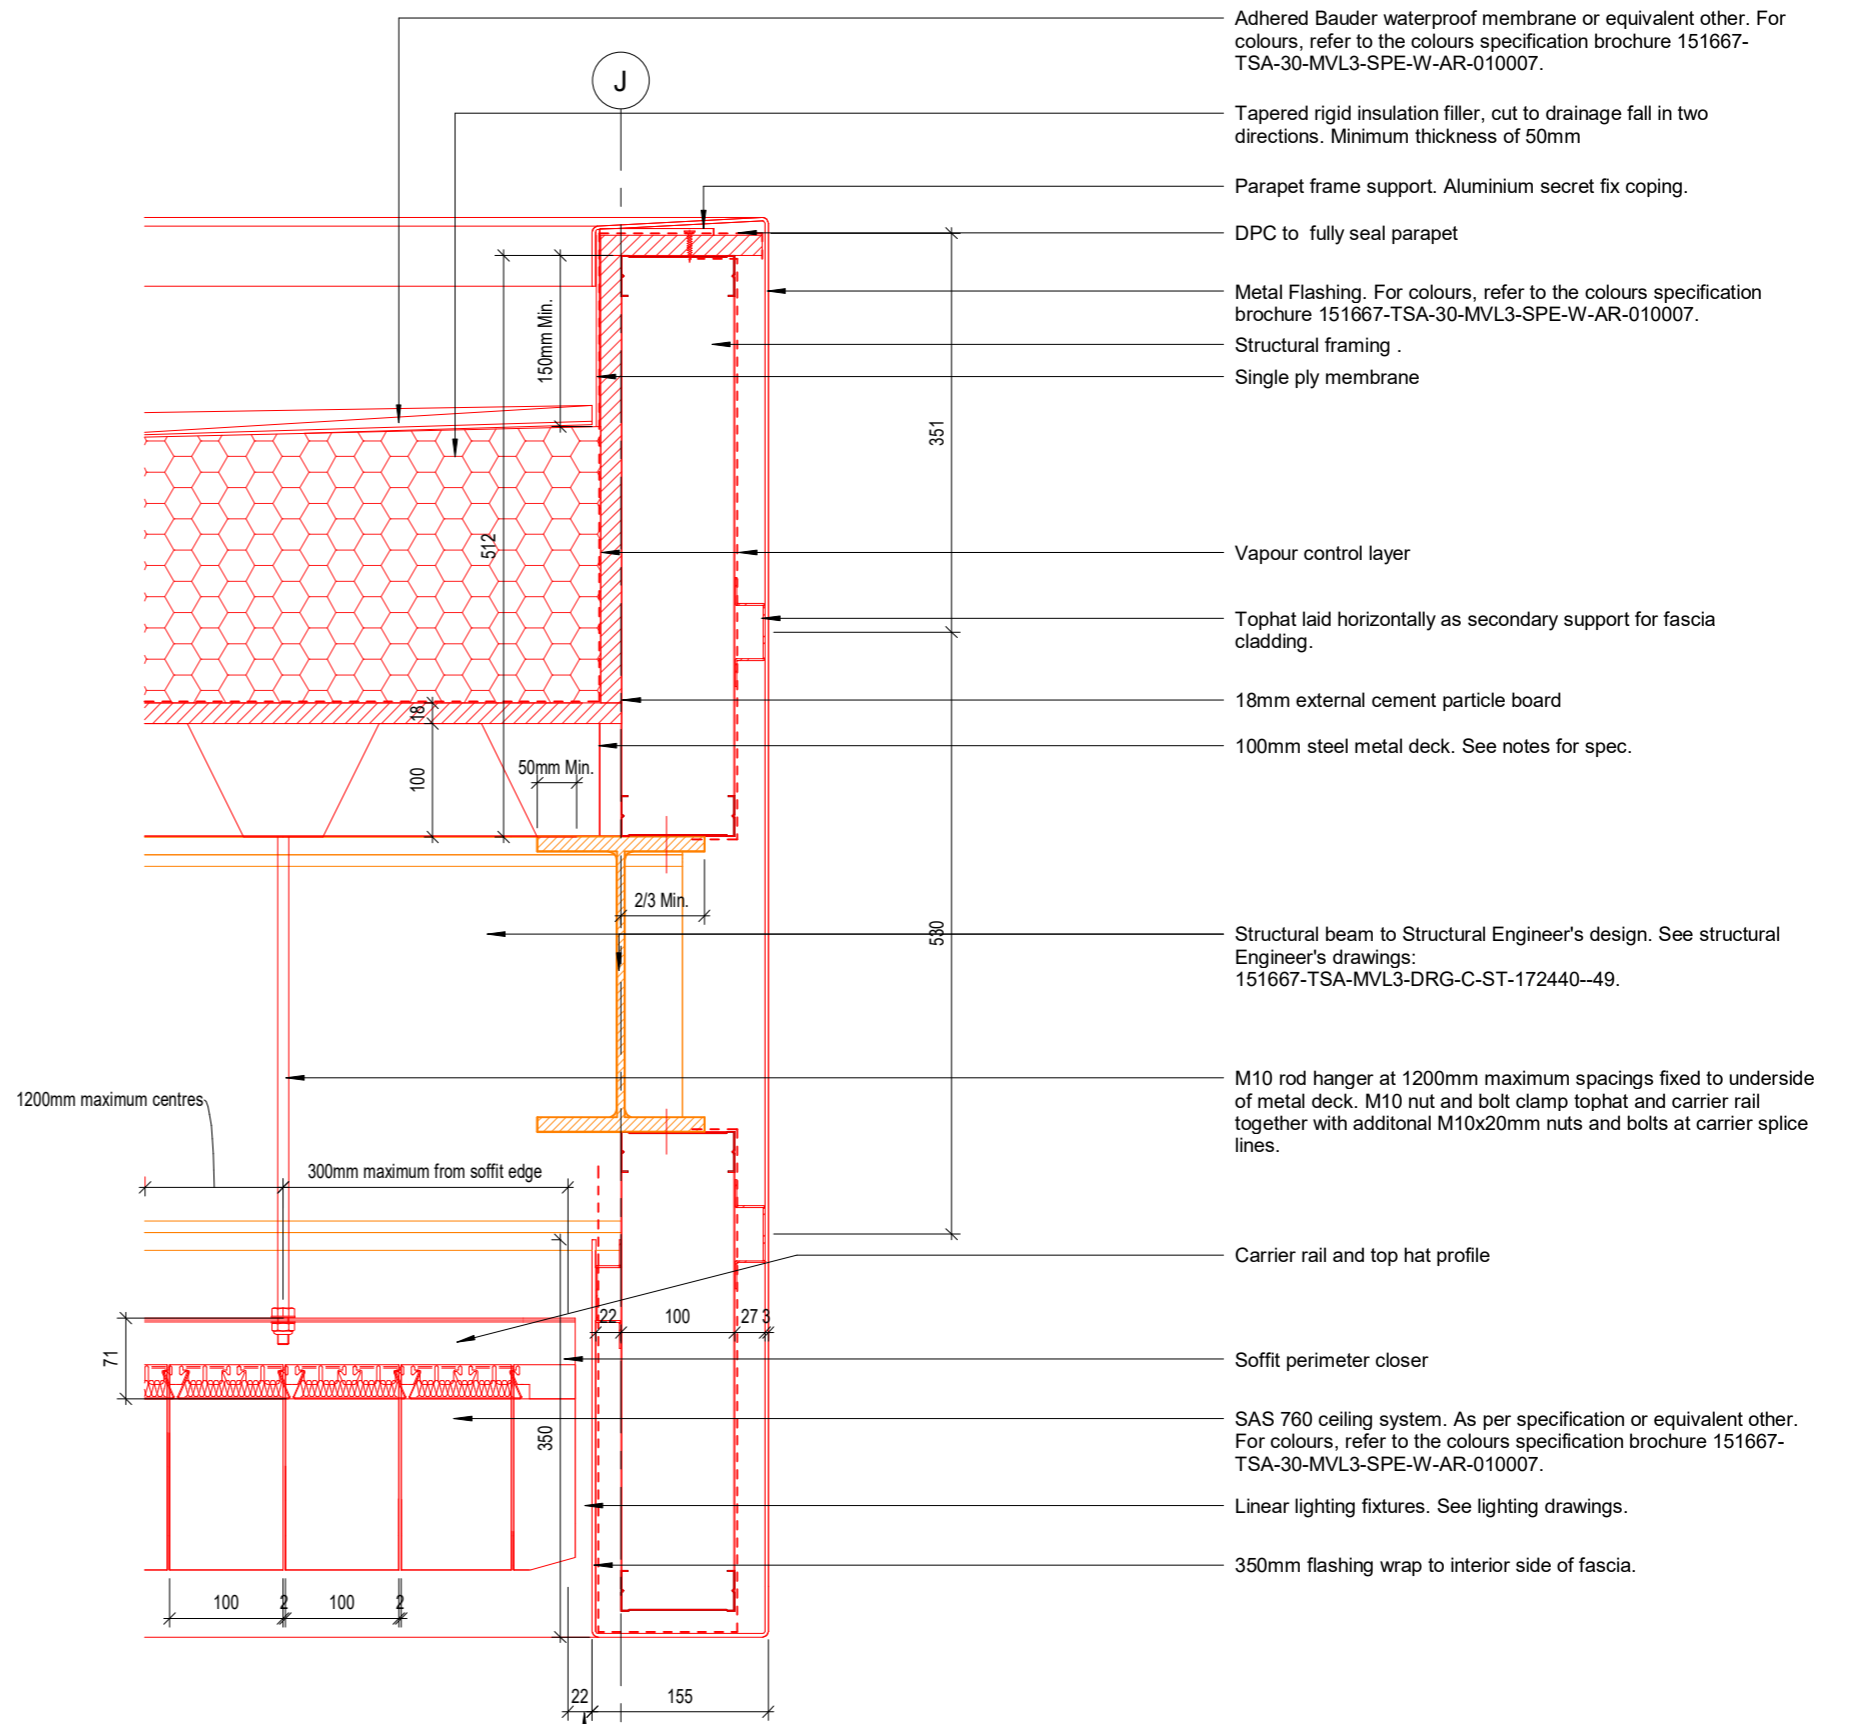 Adhered Bauder waterproof membrane or equivalent other. For
colours, refer to the colours specification brochure 151667-
TSA-30-MVL3-SPE-W-AR-010007.
J
Tapered rigid insulation filler, cut to drainage fall in two
directions. Minimum thickness of 50mm
Parapet frame support. Aluminium secret fix coping.
DPC to  fully seal parapet
Metal Flashing. For colours, refer to the colours specification
brochure 151667-TSA-30-MVL3-SPE-W-AR-010007.
150mm Min.
Structural framing .
Single ply membrane
351
512
Vapour control layer
Tophat laid horizontally as secondary support for fascia
cladding.
18mm external cement particle board
18
100mm steel metal deck. See notes for spec.
50mm Min.
100
2/3 Min.
530
Structural beam to Structural Engineer's design. See structural
Engineer's drawings:
151667-TSA-MVL3-DRG-C-ST-172440--49.
M10 rod hanger at 1200mm maximum spacings fixed to underside
of metal deck. M10 nut and bolt clamp tophat and carrier rail
together with additonal M10x20mm nuts and bolts at carrier splice
lines.
1200mm maximum centres
300mm maximum from soffit edge
Carrier rail and top hat profile
22 100 27 3
71
Soffit perimeter closer
SAS 760 ceiling system. As per specification or equivalent other.
For colours, refer to the colours specification brochure 151667-
TSA-30-MVL3-SPE-W-AR-010007.
350
Linear lighting fixtures. See lighting drawings.
350mm flashing wrap to interior side of fascia.
100 2 100 2
22 155